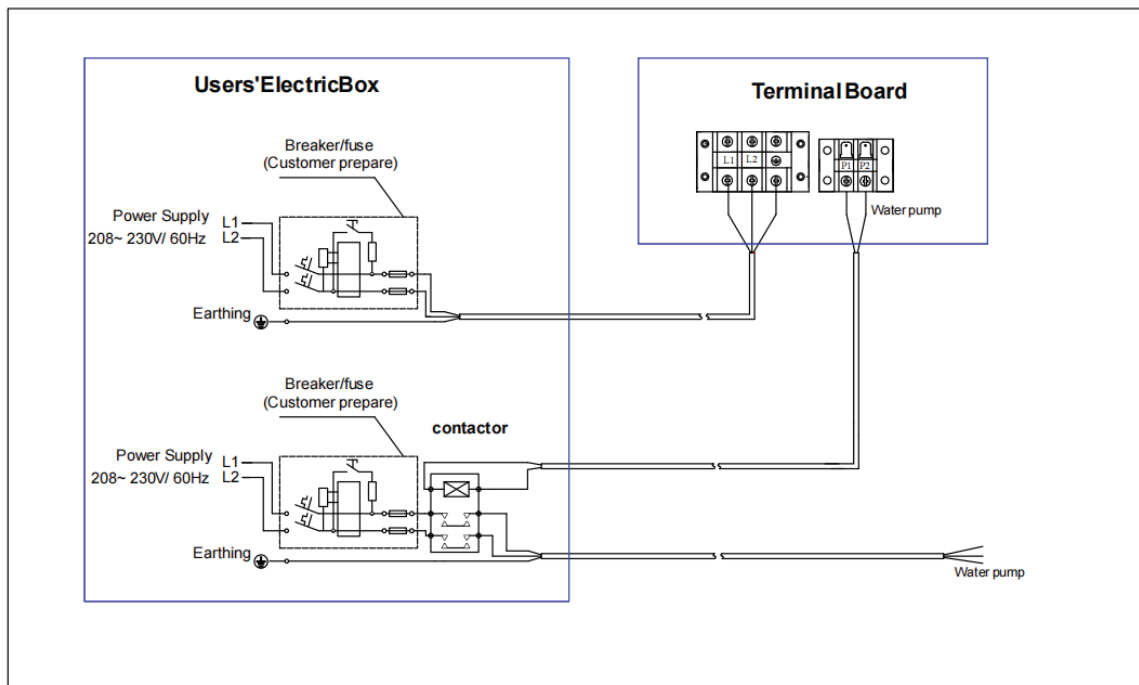 Users'ElectricBox
Terminal Board
Breaker/fuse
(Customer prepare)
L1 L2
P1 P2
Water pump
Power Supply L1
208~ 230V/ 60Hz L2
Earthing
Breaker/fuse
(Customer prepare)
contactor
Power Supply L1
208~ 230V/ 60Hz L2
Earthing
Water pump